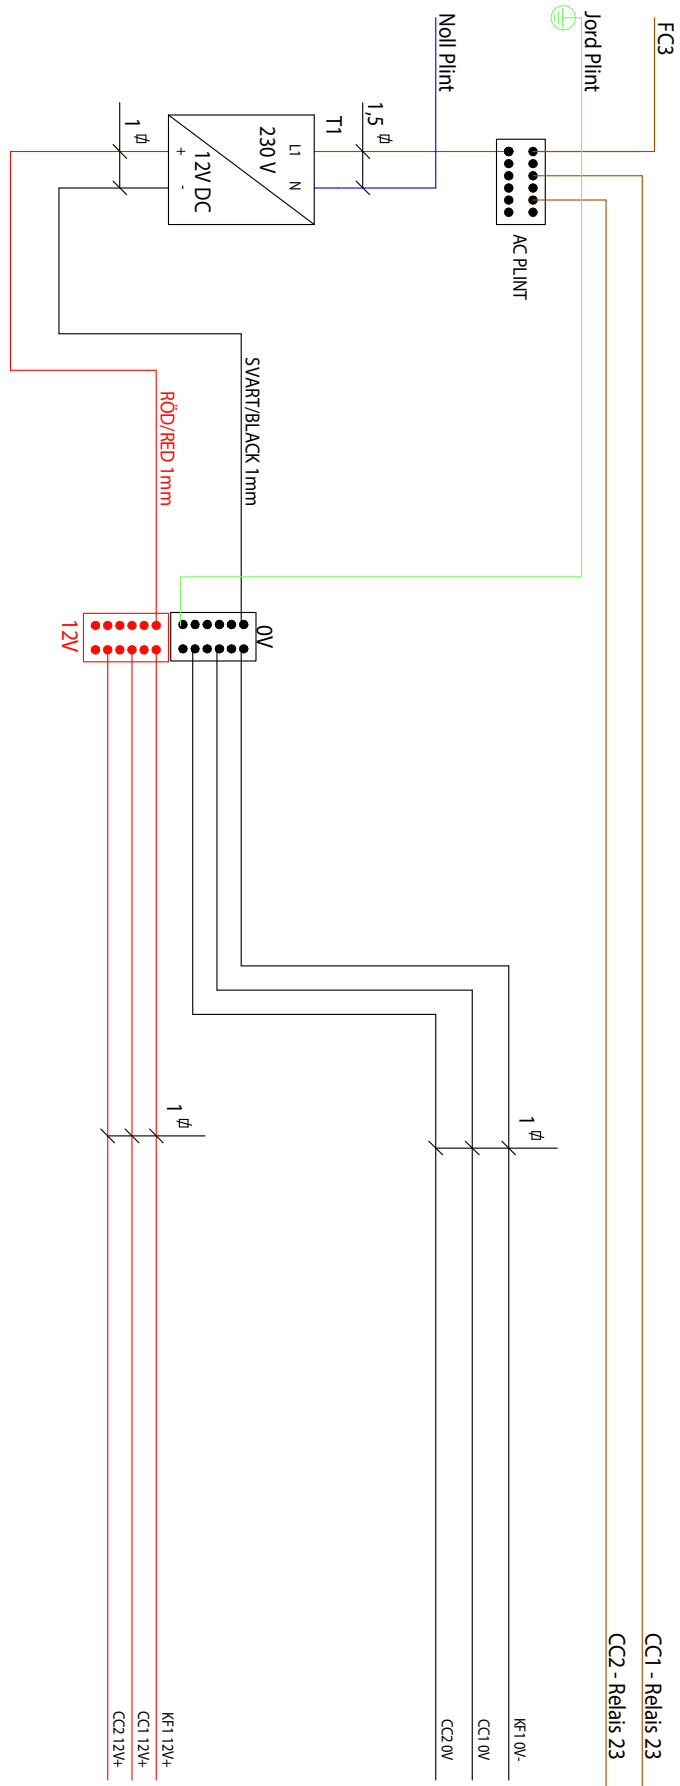 FC3
Jord Plint
Noll Plint
1,5
T1
L1
N
230 V
12V DC
+
-
1
AC PLINT
SVART/BLACK 1mm
RÖD/RED 1mm
0V
12V
1
1
CC1 - Relais 23
CC2 - Relais 23
KF1 0V-
CC1 0V
CC2 0V
KF1 12V+
CC1 12V+
CC2 12V+